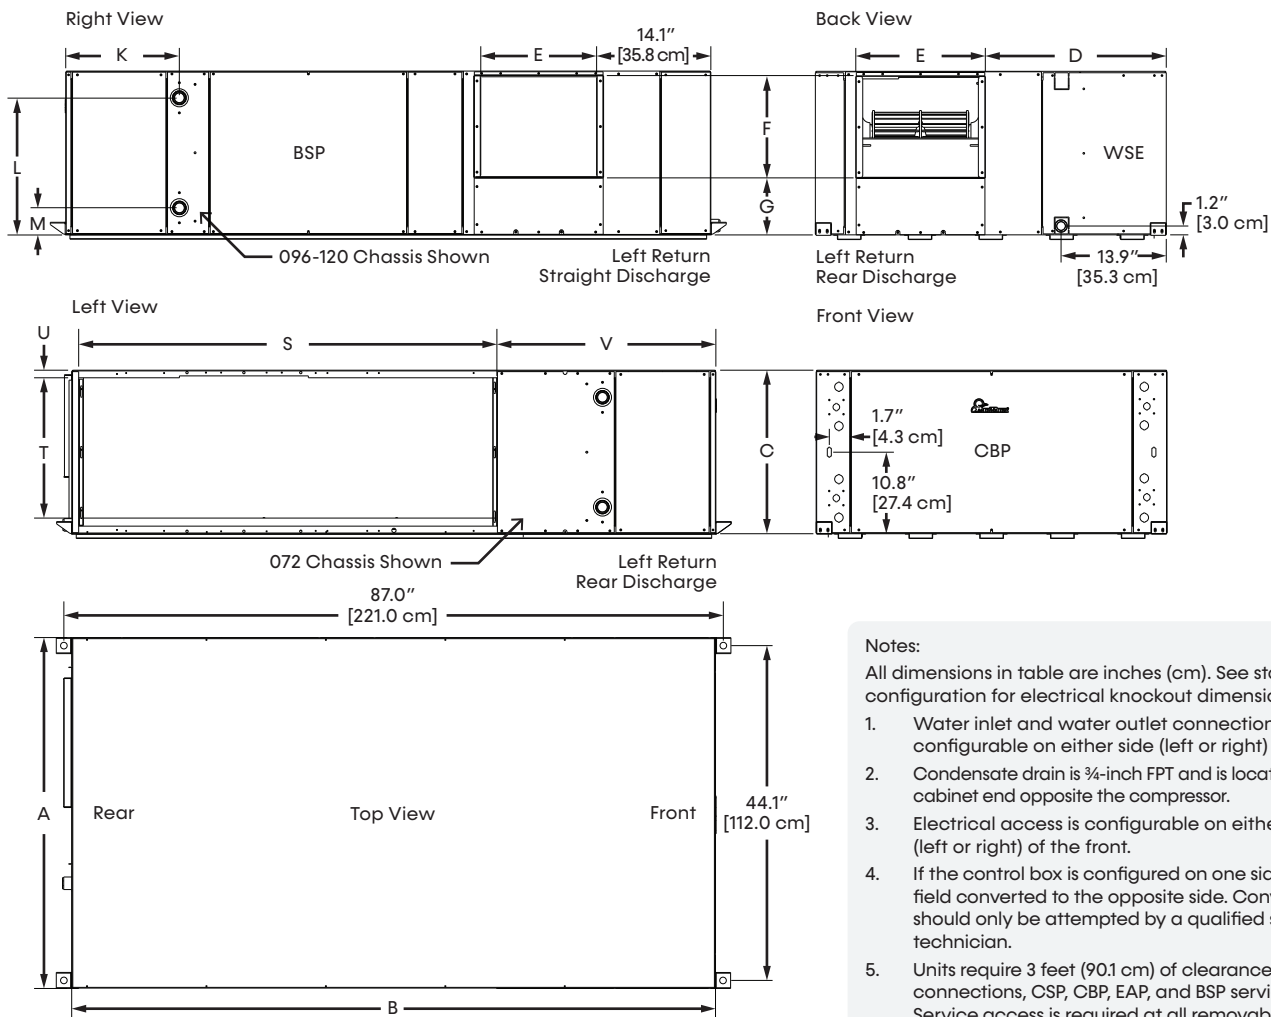 Right View
K
E
14.1″
[35.8 cm]
L
M
BSP
F
G
096-120 Chassis Shown
Left Return
Straight Discharge
Back View
E
D
WSE
1.2″
[3.0 cm]
13.9″
[35.3 cm]
Left Return
Rear Discharge
Left View
U
S
V
T
C
072 Chassis Shown
Left Return
Rear Discharge
Front View
1.7″
[4.3 cm]
CBP
10.8″
[27.4 cm]
87.0″
[221.0 cm]
A
Rear
Top View
Front
44.1″
[112.0 cm]
B
Notes:
All dimensions in table are inches (cm). See
configuration for electrical knockout
1. Water inlet and water outlet
configurable on either side (left or right)
2. Condensate drain is ¾-inch FPT and is
cabinet end opposite the compressor.
3. Electrical access is configurable on
(left or right) of the front.
4. If the control box is configured on one
field converted to the opposite side.
should only be attempted by a qualified
technician.
5. Units require 3 feet (90.1 cm) of clearance
connections, CSP, CBP, EAP, and BSP
Service access is required at all